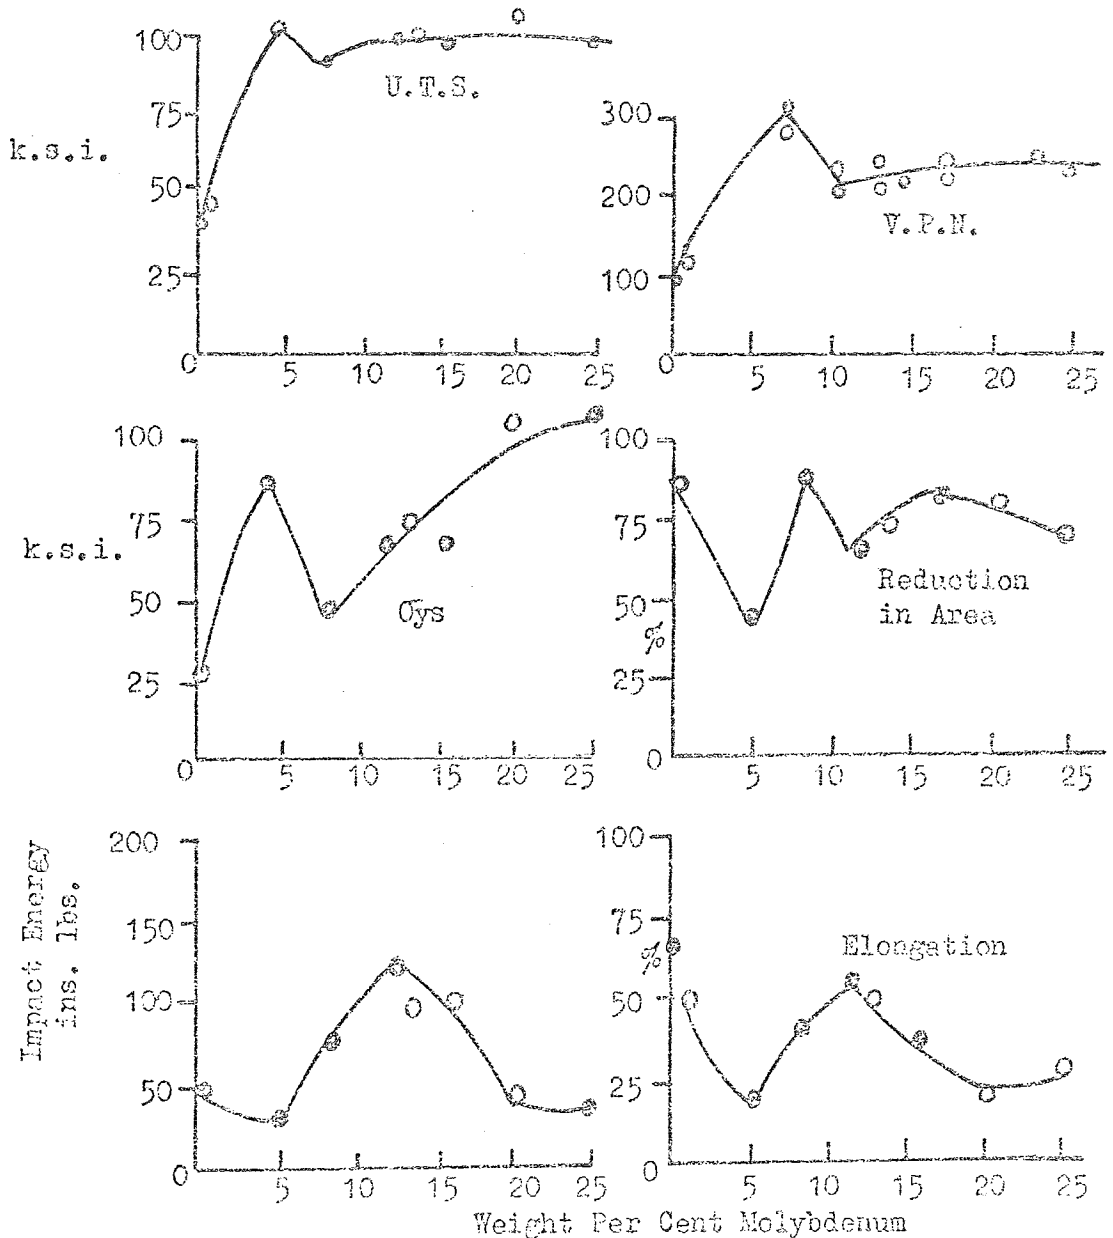 k.s.i.
100
75
50
25
0
5 10 15 20 25
U.T.S.
300
200
100
0
5 10 15 20 25
V.P.N.
k.s.i.
100
75
50
25
0
5 10 15 20 25
σys
100
75
50
%
25
0
5 10 15 20 25
Reduction
in Area
Impact Energy
ins. lbs.
200
150
100
50
0
5 10 15 20 25
100
75
%
50
25
0
5 10 15 20 25
Elongation
Weight Per Cent Molybdenum